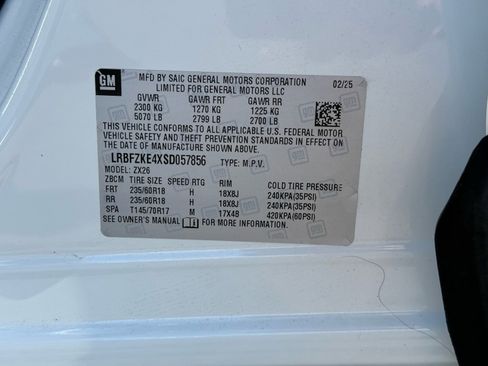 GM MFD BY SAIC GENERAL MOTORS CORPORATION 02/25
LIMITED FOR GENERAL MOTORS LLC
GVWR GAWR FRT GAWR RR
2300 KG 1270 KG 1225 KG
5070 LB 2799 LB 2700 LB
THIS VEHICLE CONFORMS TO ALL APPLICABLE U.S. FEDERAL MOTOR
VEHICLE SAFETY AND THEFT PREVENTION STANDARDS IN EFFECT ON
THE DATE OF MANUFACTURE SHOWN ABOVE.
LRBFZKE4XSD057856 TYPE: M.P.V.
MODEL: ZX26
ZBCM TIRE SIZE SPEED RTG RIM COLD TIRE PRESSURE
FRT 235/60R18 H 18X8J 240KPA(35PSI)
RR 235/60R18 H 18X8J 240KPA(35PSI)
SPA T145/70R17 M 17X4B 420KPA(60PSI)
SEE OWNER'S MANUAL FOR MORE INFORMATION.